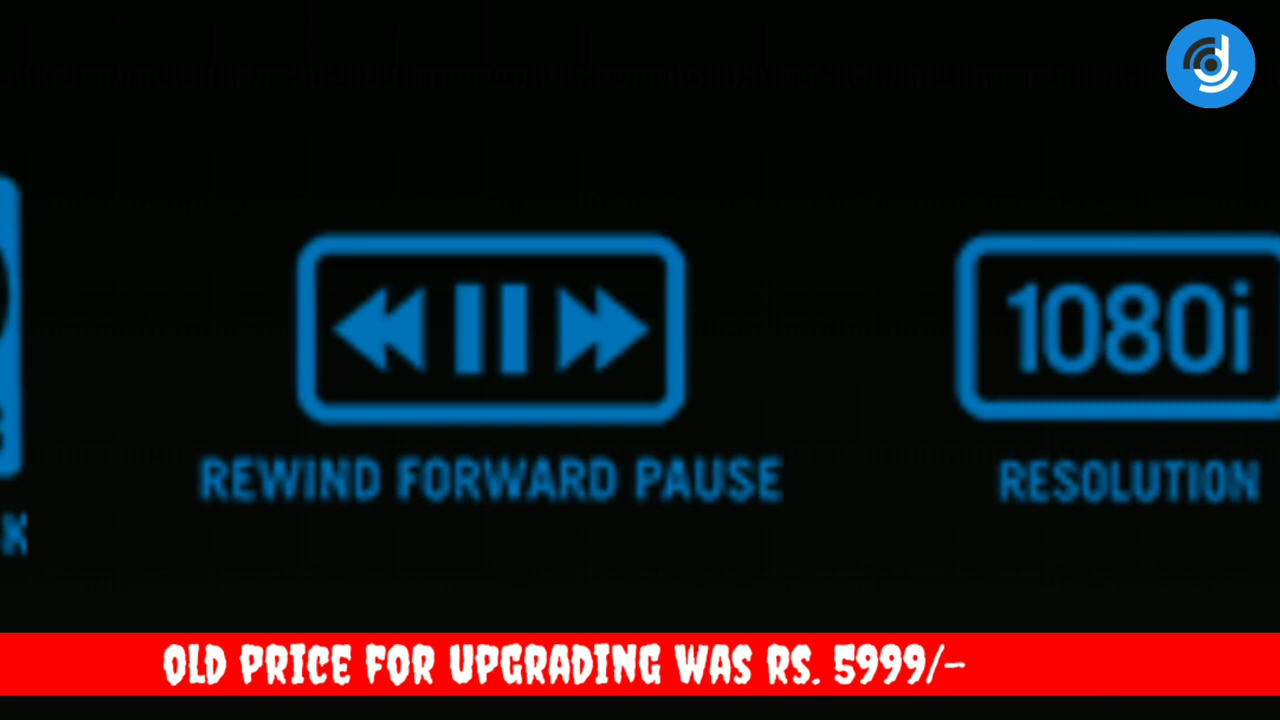 1080i
REWIND FORWARD PAUSE
RESOLUTION
K
OLD PRICE FOR UPGRADING WAS RS. 5999/-